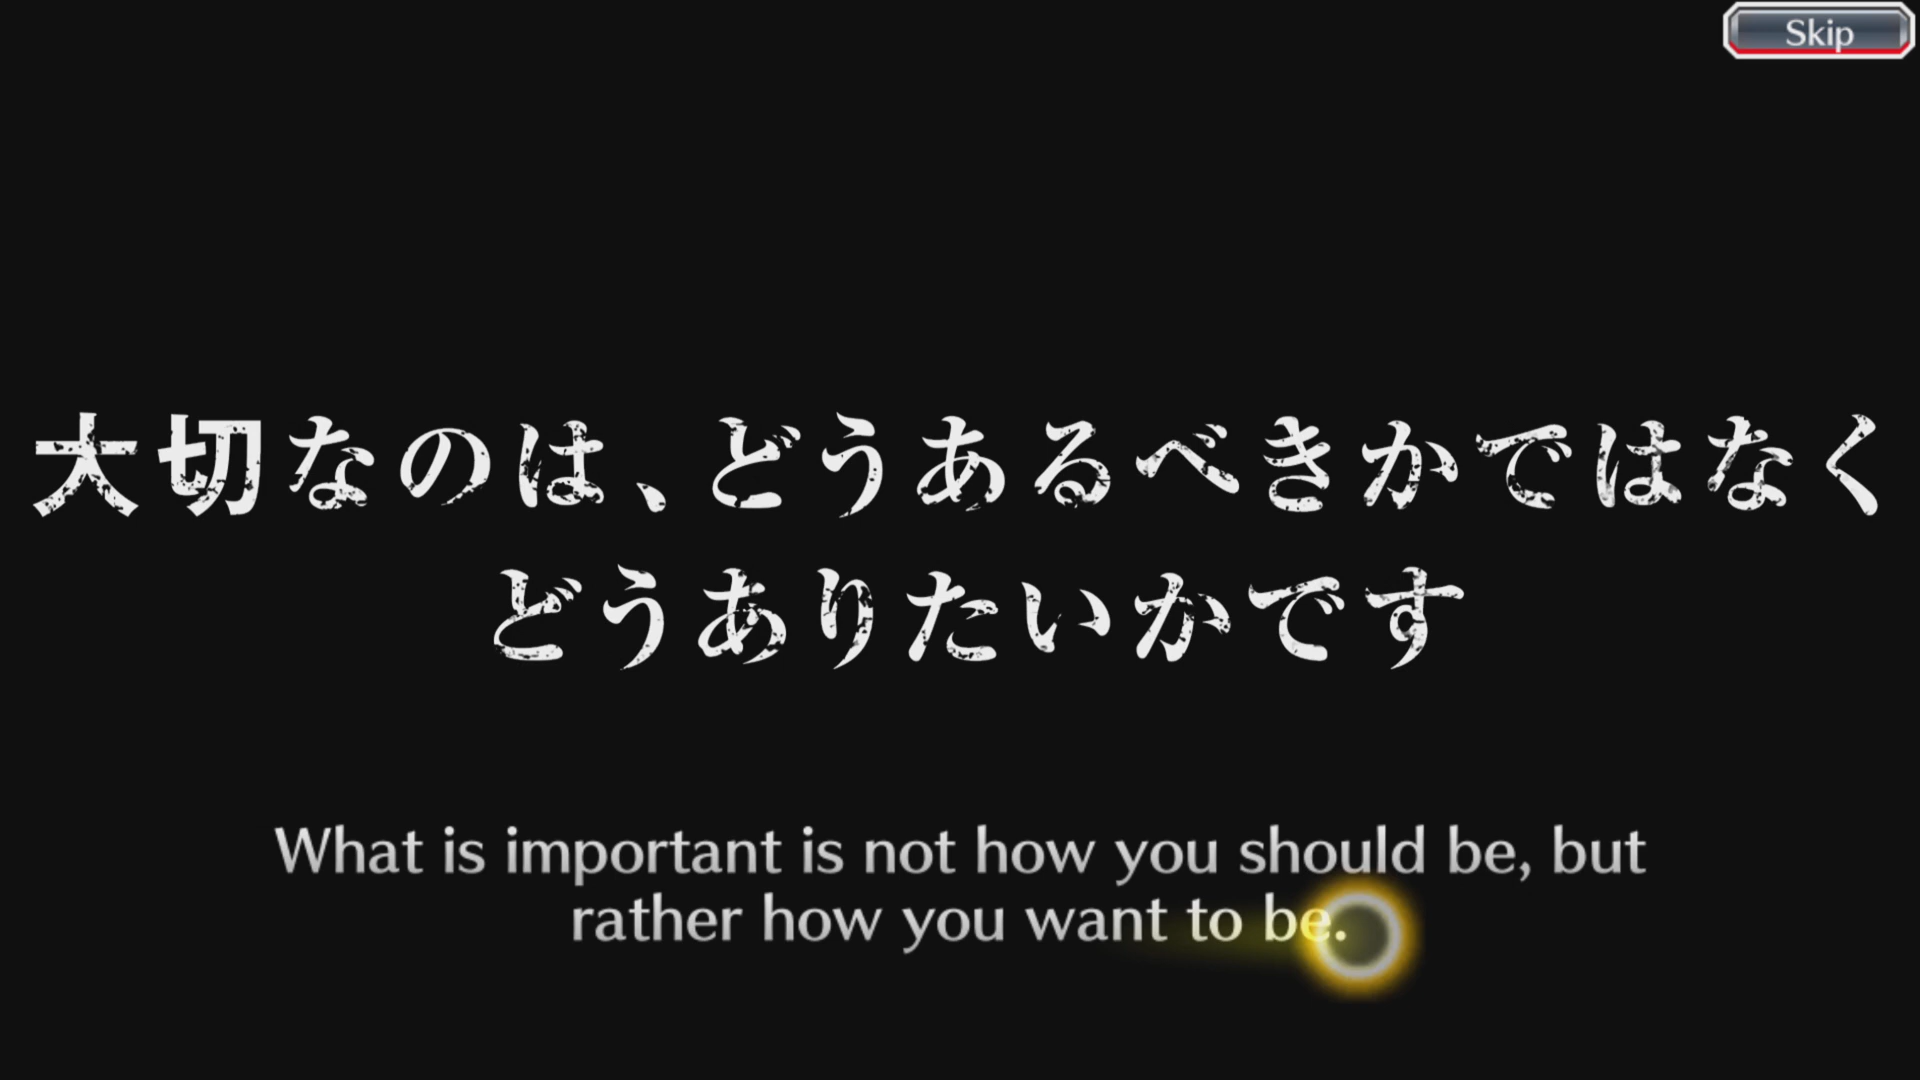 Skip
大切なのは、どうあるべきかではなく
どうありたいかです
What is important is not how you should be, but
rather how you want to be.